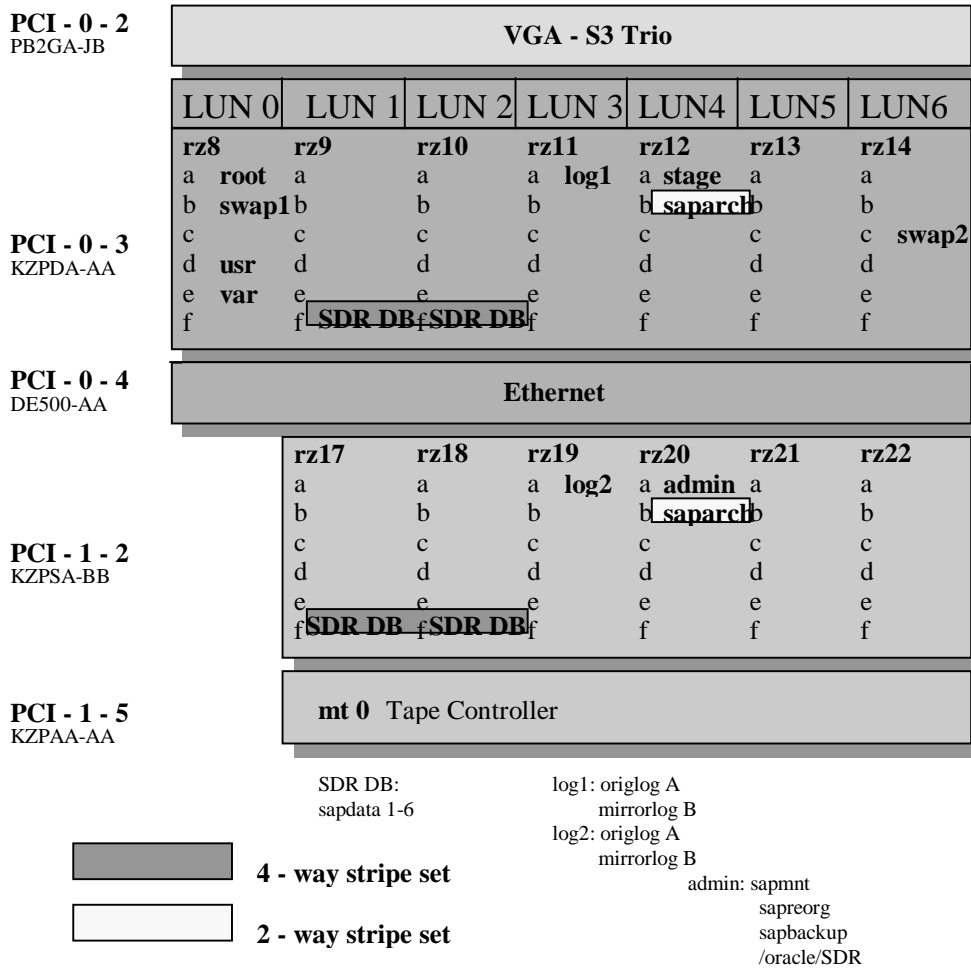 PCI - 0 - 2
PB2GA-JB
VGA - S3 Trio
LUN 0 LUN 1 LUN 2 LUN 3 LUN4 LUN5 LUN6
rz8 rz9 rz10 rz11 rz12 rz13 rz14
a root a a a log1 a stage a a
b swap1 b b b b saparch b b
PCI - 0 - 3
KZPDA-AA
c c c c c c c swap2
d usr d d d d d d
e var e e e e e e
f f SDR DB f SDR DB f f f f
PCI - 0 - 4
DE500-AA
Ethernet
rz17 rz18 rz19 rz20 rz21 rz22
a a a log2 a admin a a
b b b b saparch b b
PCI - 1 - 2
KZPSA-BB
c c c c c c
d d d d d d
e e e e e e
f SDR DB f SDR DB f f f f
PCI - 1 - 5
KZPAA-AA
mt 0 Tape Controller
SDR DB:
sapdata 1-6
log1: origlog A
mirrorlog B
log2: origlog A
mirrorlog B
admin: sapmnt
sapreorg
sapbackup
/oracle/SDR
4 - way stripe set
2 - way stripe set